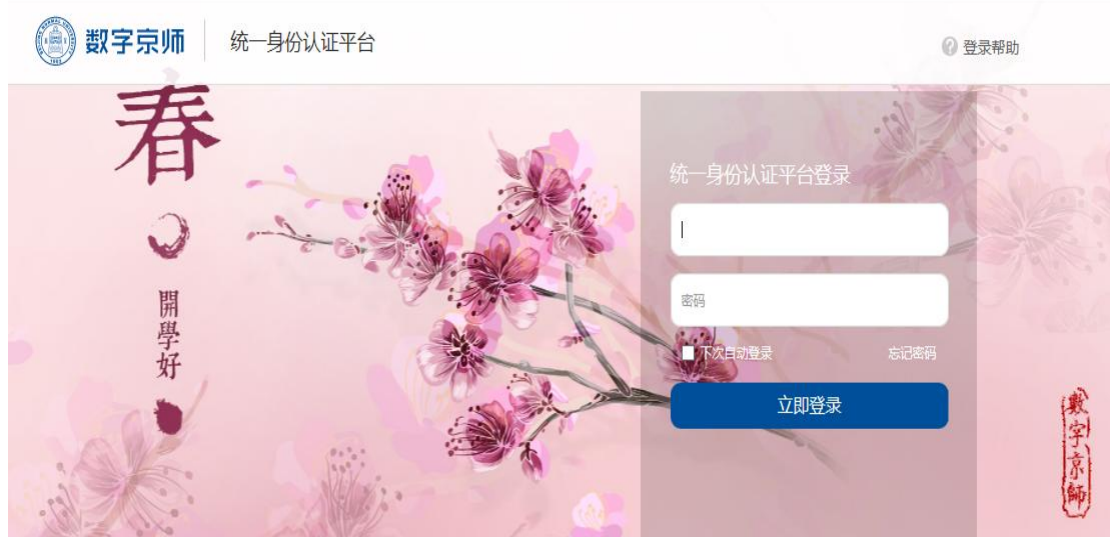 数字京师
统一身份认证平台
登录帮助
春
開學好
统一身份认证平台登录
密码
下次自动登录
忘记密码
立即登录
數字京師